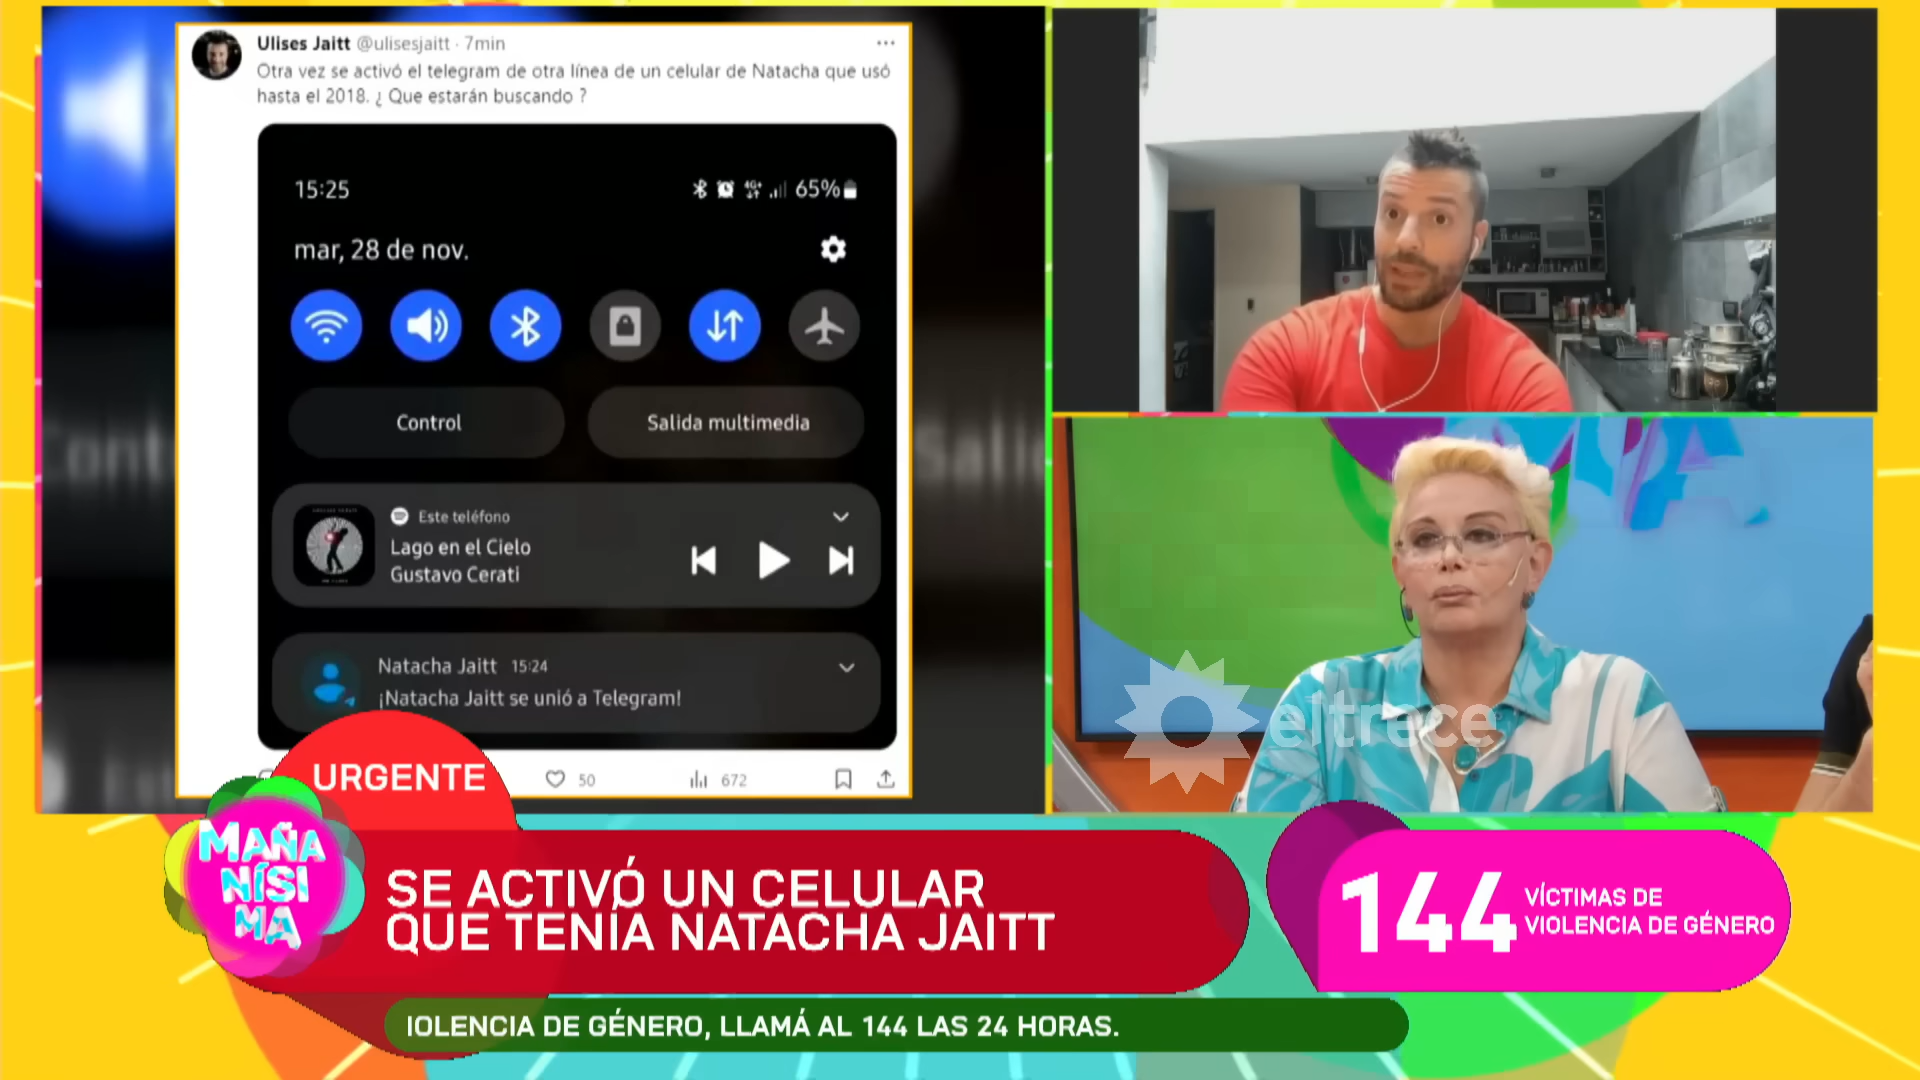 Ulises Jaitt @ulisesjaitt · 7min
Otra vez se activó el telegram de otra línea de un celular de Natacha que usó
hasta el 2018. ¿ Que estarán buscando ?
15:25
4G+
65%
mar, 28 de nov.
Control
Salida multimedia
Este teléfono
Lago en el Cielo
Gustavo Cerati
Natacha Jaitt 15:24
¡Natacha Jaitt se unió a Telegram!
50
672
eltrece
URGENTE
MAÑA
NÍSI
MA
SE ACTIVÓ UN CELULAR
QUE TENÍA NATACHA JAITT
144
VÍCTIMAS DE
VIOLENCIA DE GÉNERO
IOLENCIA DE GÉNERO, LLAMÁ AL 144 LAS 24 HORAS.